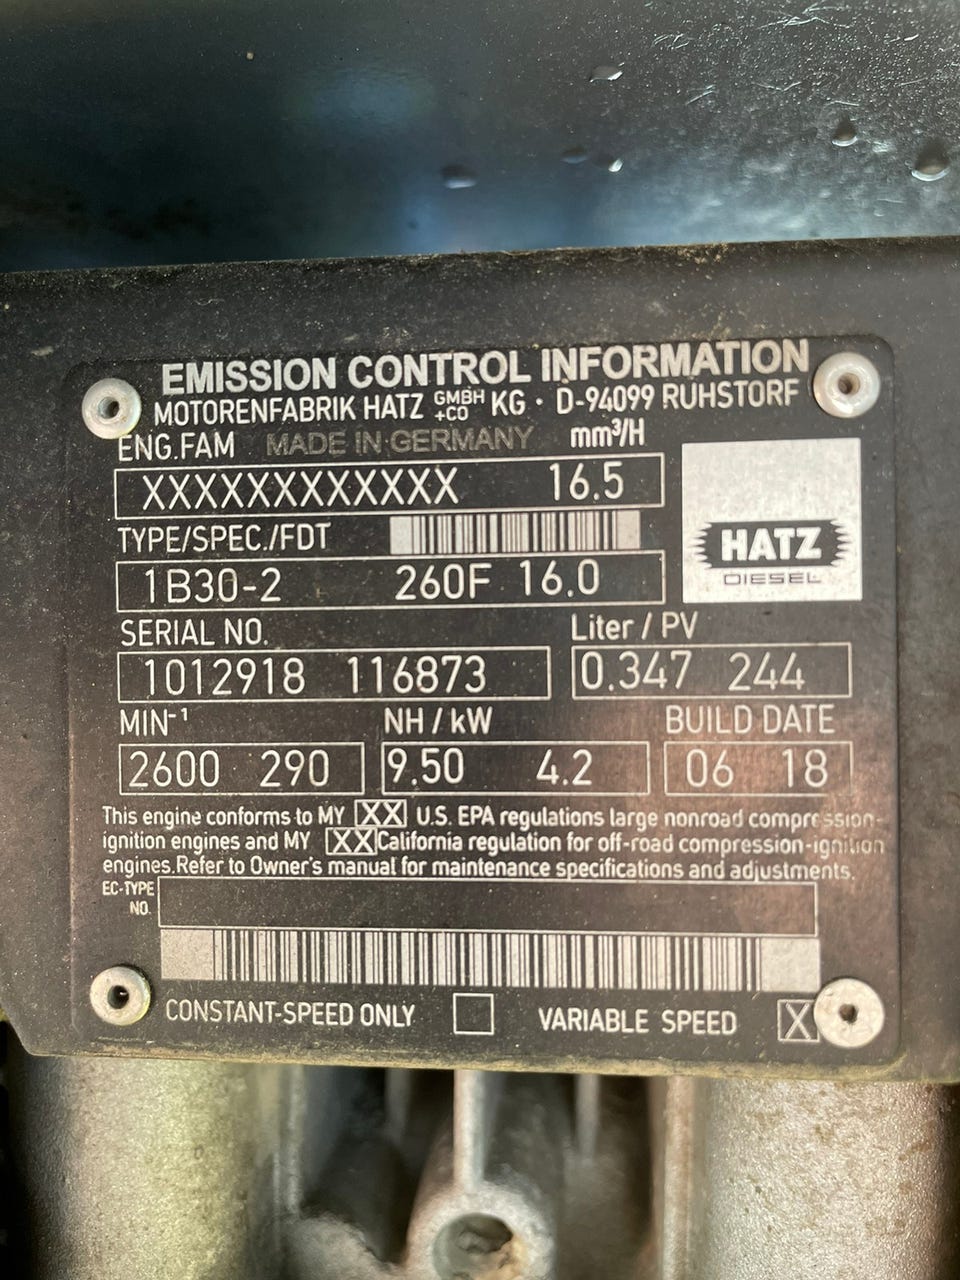 EMISSION CONTROL INFORMATION
MOTORENFABRIK HATZ GMBH +CO KG · D-94099 RUHSTORF
ENG.FAM MADE IN GERMANY mm³/H
XXXXXXXXXXXX 16.5
TYPE/SPEC./FDT
HATZ
DIESEL
1B30-2 260F 16.0
SERIAL NO. Liter / PV
1012918 116873 0.347 244
MIN⁻¹ NH / kW BUILD DATE
2600 290 9.50 4.2 06 18
This engine conforms to MY XX U.S. EPA regulations large nonroad compression-
ignition engines and MY XX California regulation for off-road compression-ignition
engines.Refer to Owner's manual for maintenance specifications and adjustments.
EC-TYPE
NO.
CONSTANT-SPEED ONLY VARIABLE SPEED X